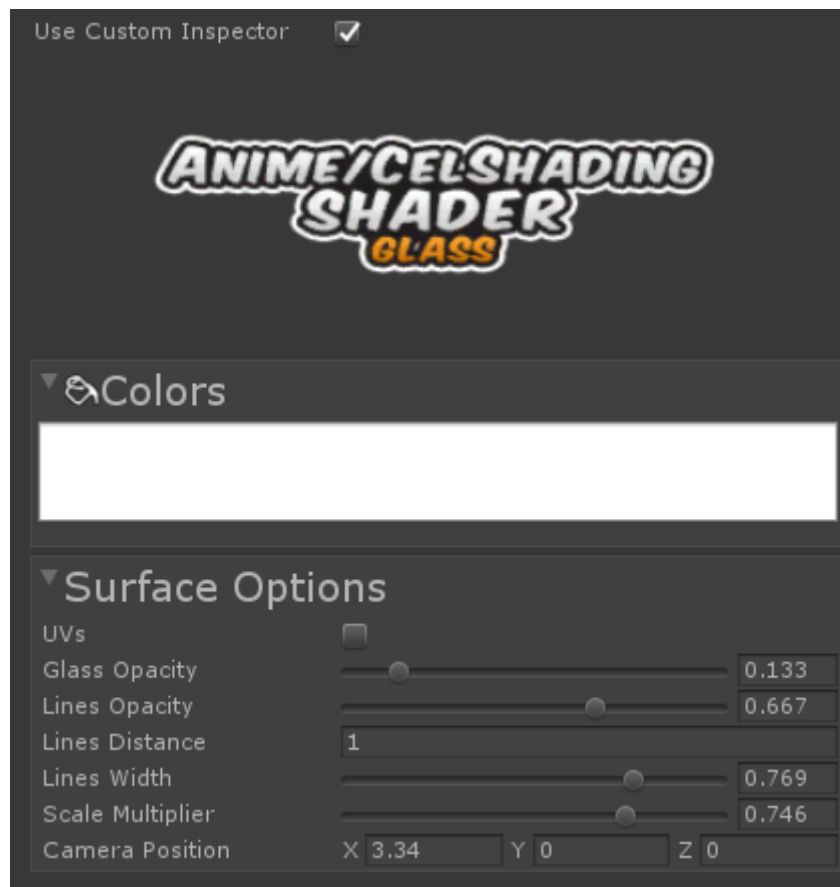 Use Custom Inspector
ANIME/CELSHADING
SHADER
GLASS
Colors
Surface Options
UVs
Glass Opacity 0.133
Lines Opacity 0.667
Lines Distance 1
Lines Width 0.769
Scale Multiplier 0.746
Camera Position X 3.34 Y 0 Z 0